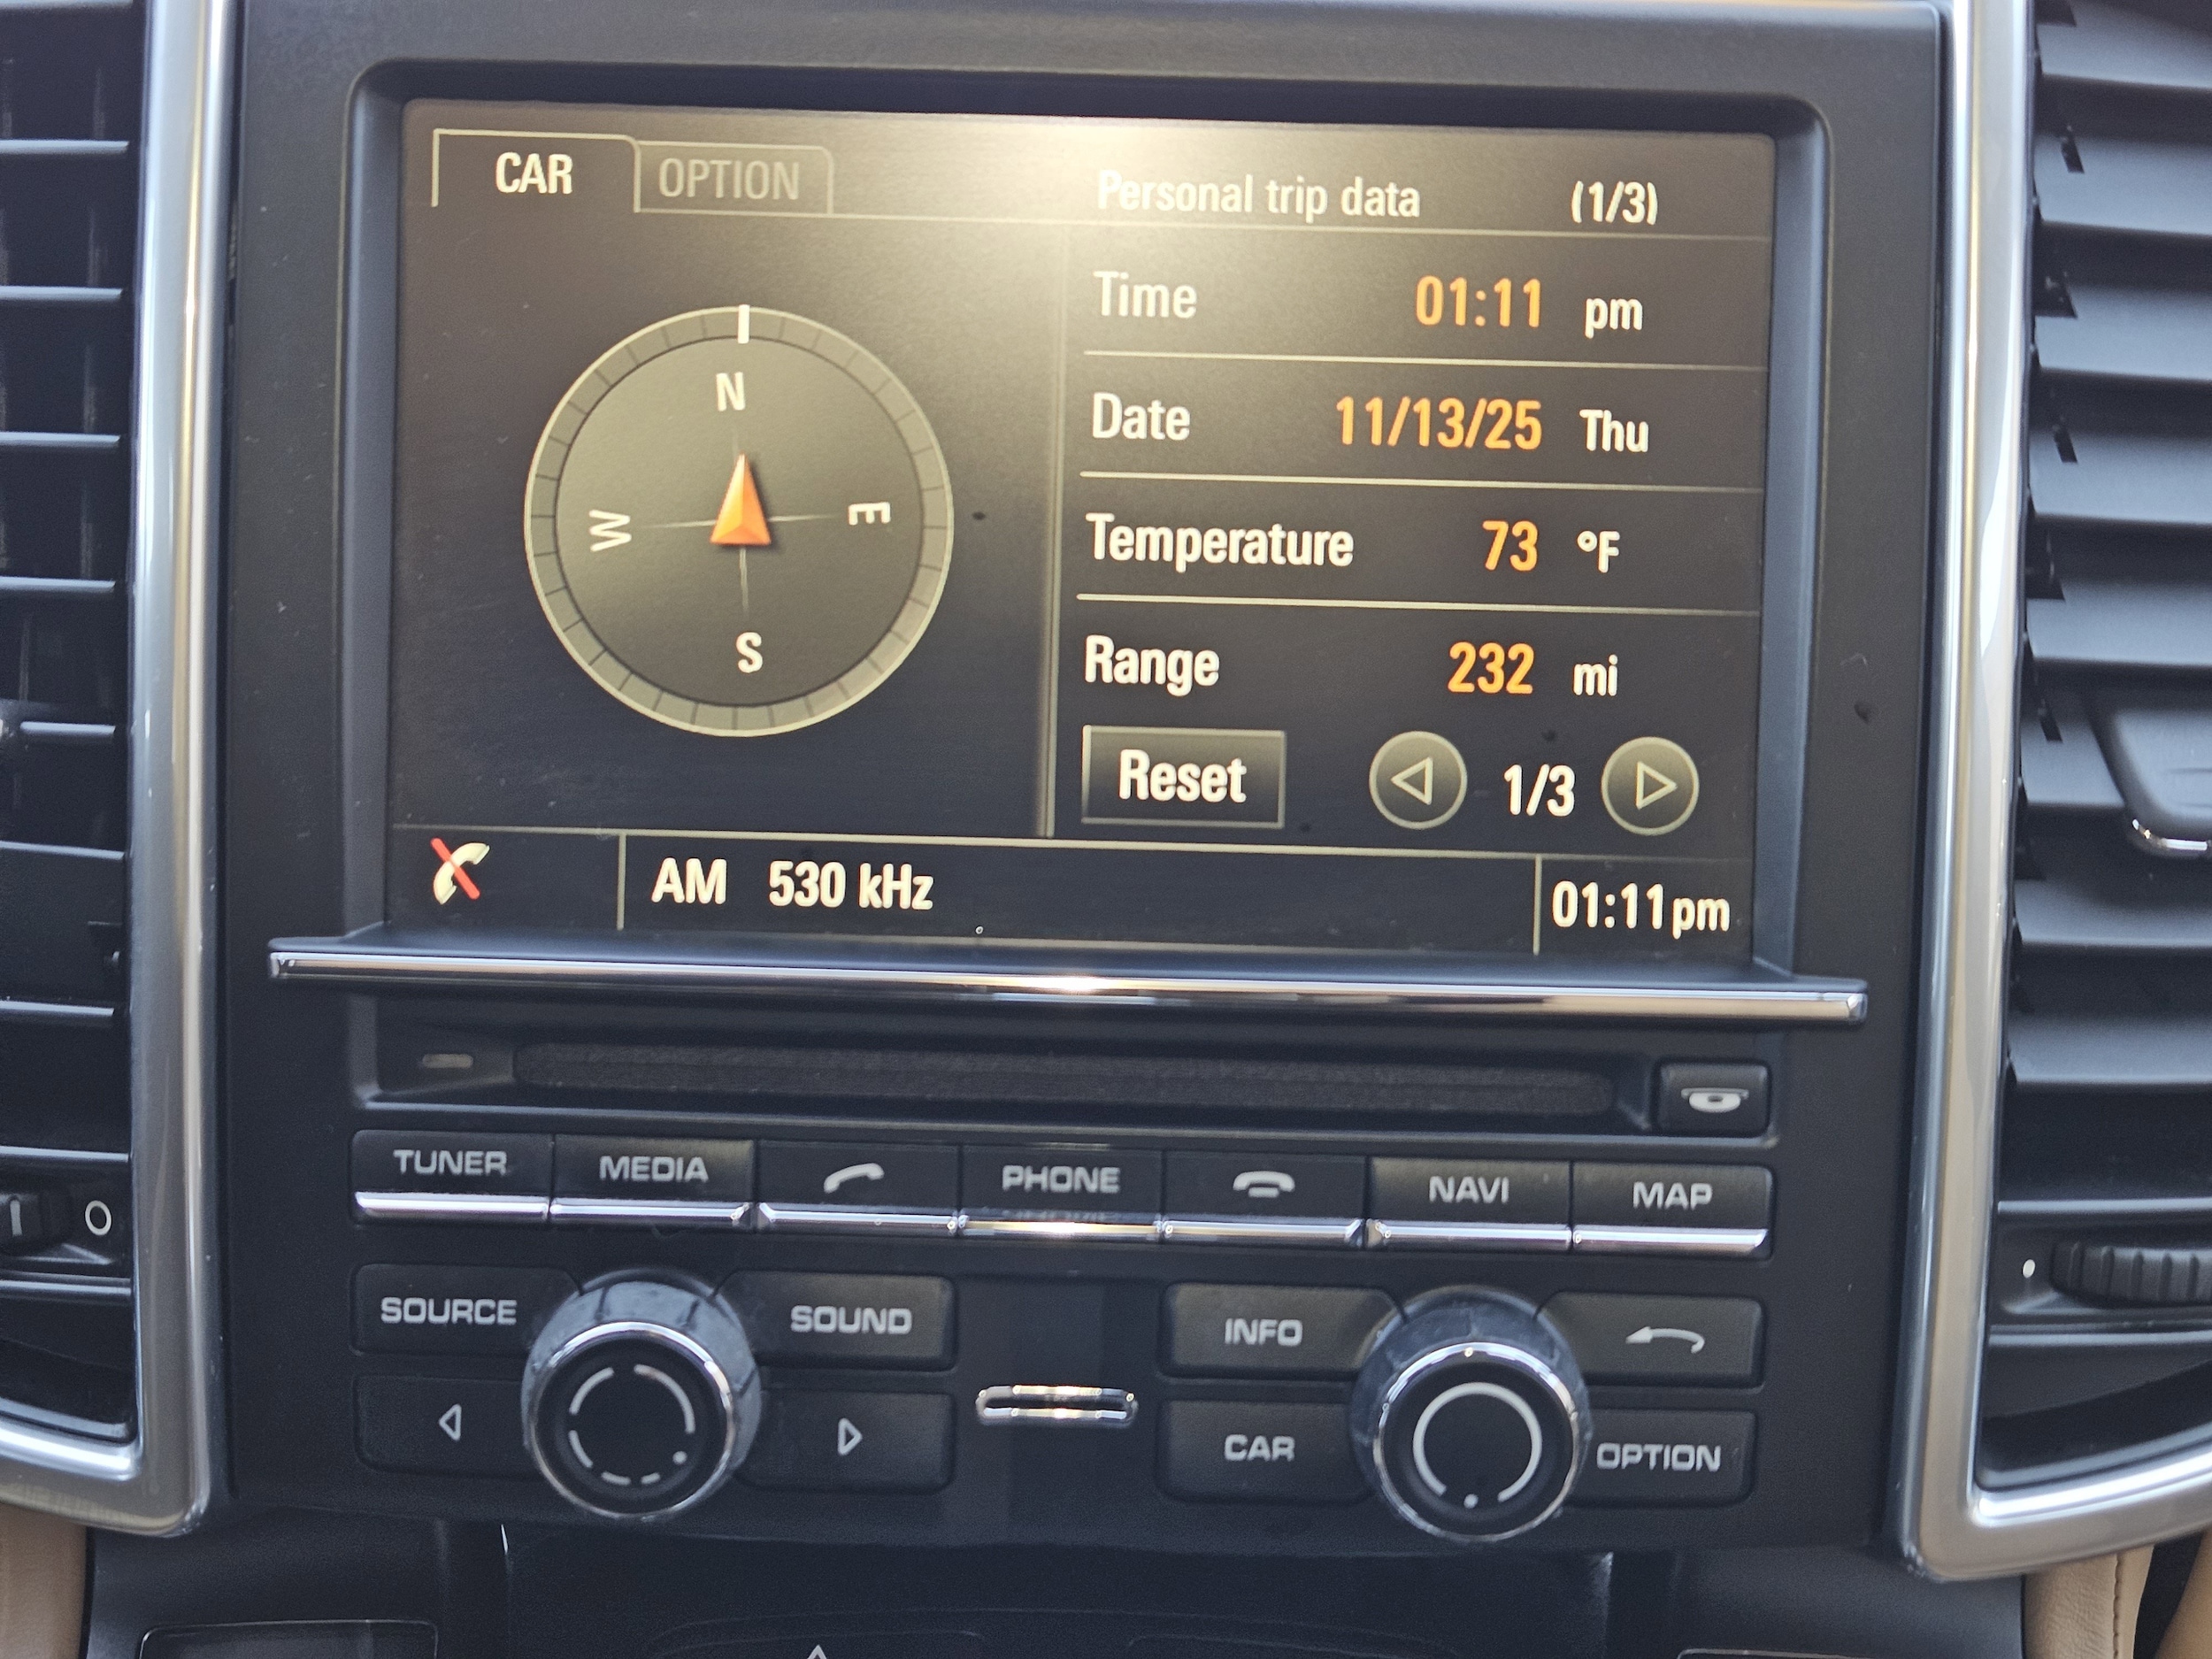 CAR OPTION Personal trip data (1/3)
N
W E
S
Time 01:11 pm
Date 11/13/25 Thu
Temperature 73 °F
Range 232 mi
Reset 1/3
AM 530 kHz 01:11pm
TUNER MEDIA PHONE NAVI MAP
SOURCE SOUND INFO
CAR OPTION